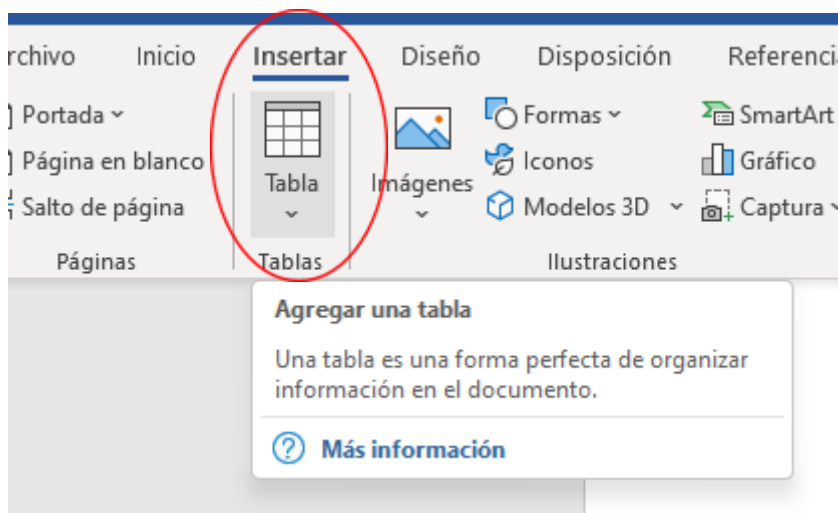 rchivo Inicio Insertar Diseño Disposición Referenci
Portada
Página en blanco
Salto de página
Páginas
Tabla
Tablas
Imágenes
Formas
Iconos
Modelos 3D
SmartArt
Gráfico
Captura
Ilustraciones
Agregar una tabla
Una tabla es una forma perfecta de organizar
información en el documento.
Más información